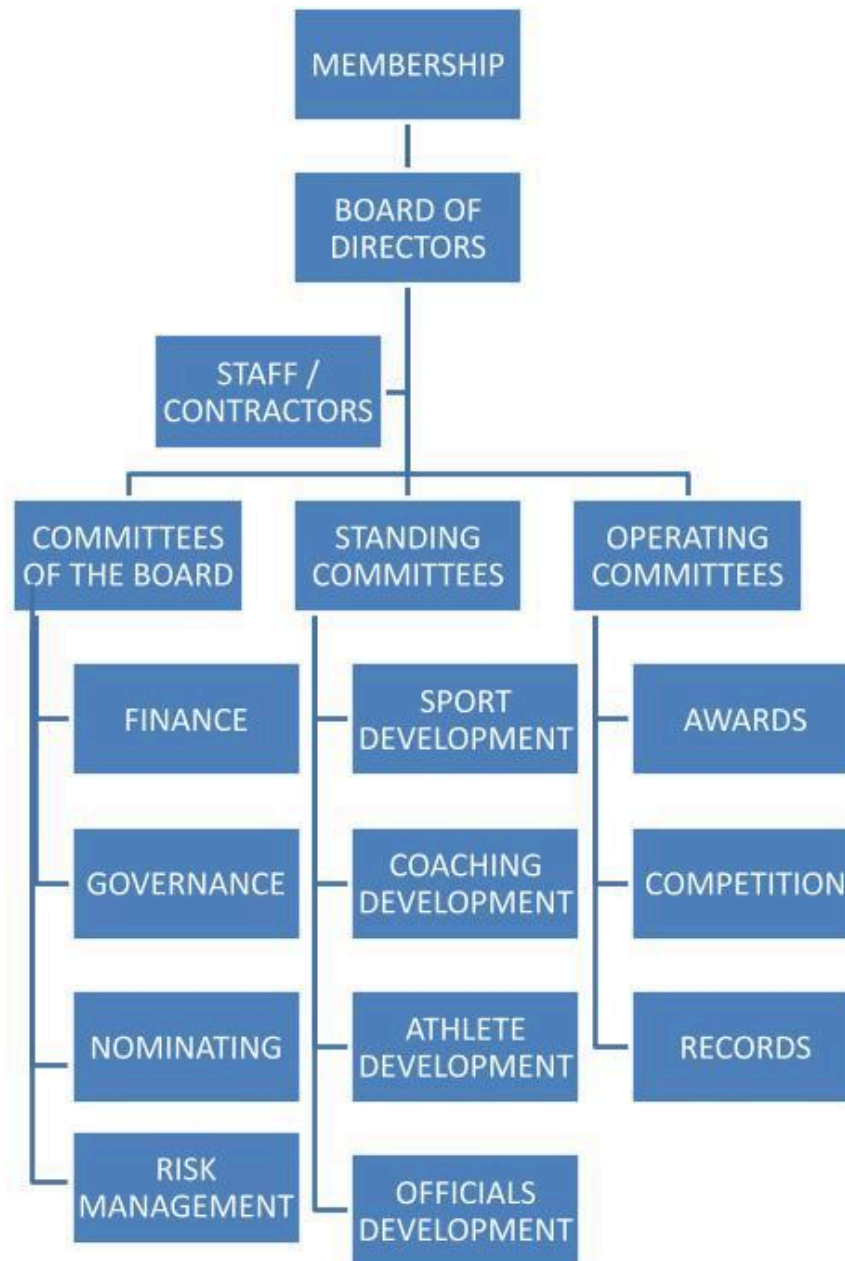 MEMBERSHIP
BOARD OF
DIRECTORS
STAFF /
CONTRACTORS
COMMITTEES
OF THE BOARD
FINANCE
GOVERNANCE
NOMINATING
RISK
MANAGEMENT
STANDING
COMMITTEES
SPORT
DEVELOPMENT
COACHING
DEVELOPMENT
ATHLETE
DEVELOPMENT
OFFICIALS
DEVELOPMENT
OPERATING
COMMITTEES
AWARDS
COMPETITION
RECORDS